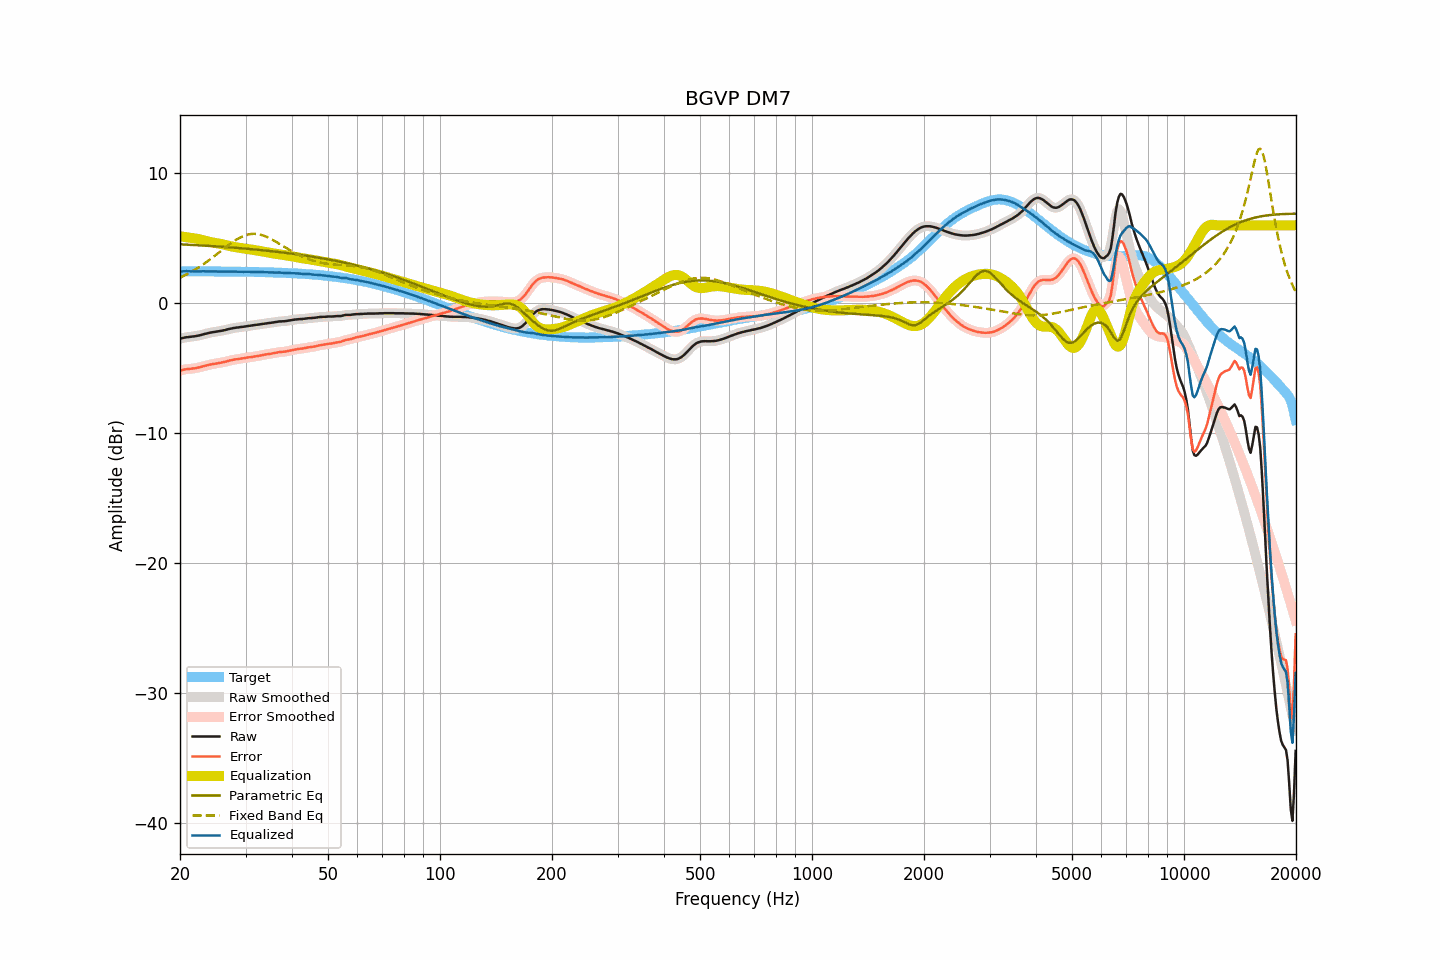 BGVP DM7
10
0
−10
−20
−30
−40
Amplitude (dBr)
Target
Raw Smoothed
Error Smoothed
Raw
Error
Equalization
Parametric Eq
Fixed Band Eq
Equalized
20 50 100 200 500 1000 2000 5000 10000 20000
Frequency (Hz)